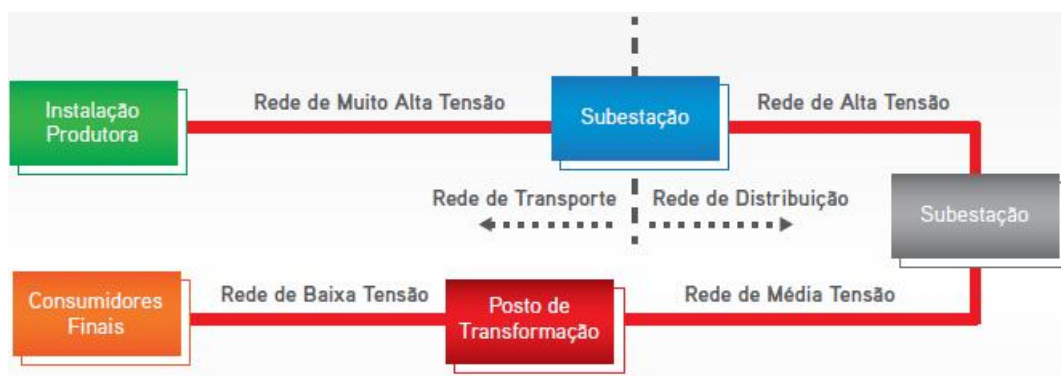 Instalação
Produtora
Rede de Muito Alta Tensão
Subestação
Rede de Alta Tensão
Rede de Transporte
Rede de Distribuição
Subestação
Consumidores
Finais
Rede de Baixa Tensão
Posto de
Transformação
Rede de Média Tensão